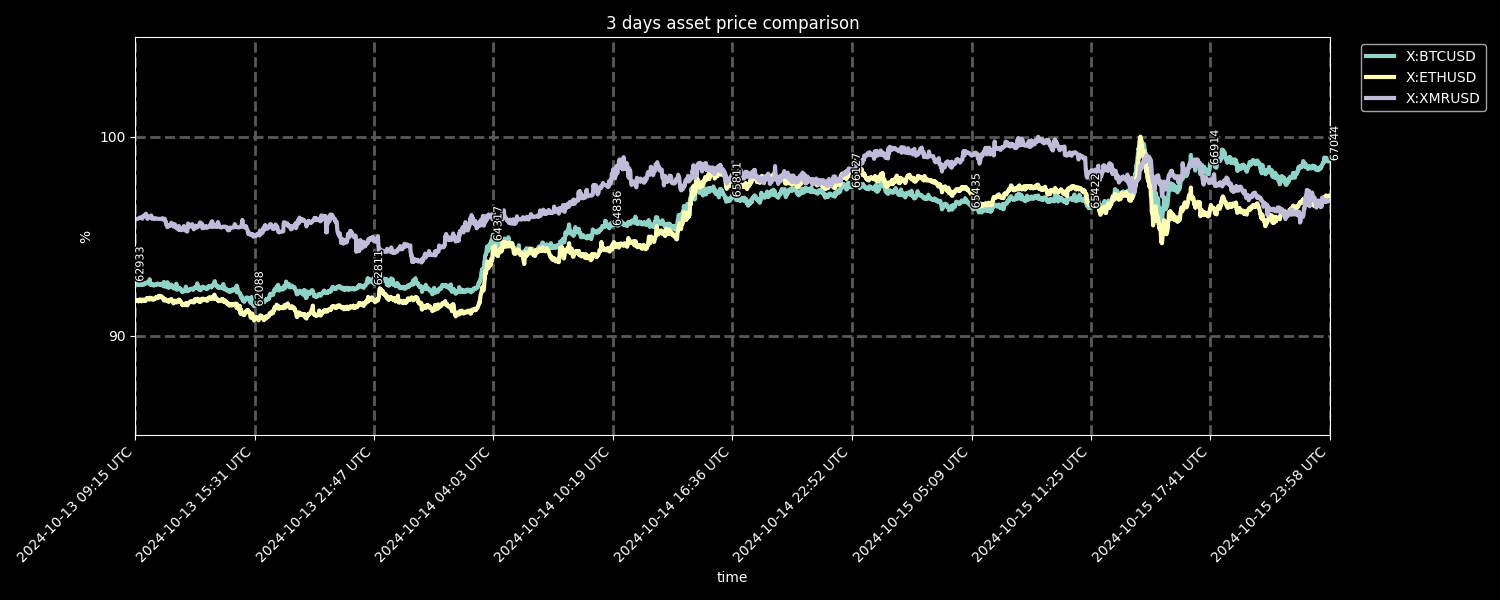 3 days asset price comparison
X:BTCUSD
X:ETHUSD
X:XMRUSD
100
90
%
62933
62088
62811
64317
64836
65811
66127
65435
65422
66914
67044
2024-10-13 09:15 UTC
2024-10-13 15:31 UTC
2024-10-13 21:47 UTC
2024-10-14 04:03 UTC
2024-10-14 10:19 UTC
2024-10-14 16:36 UTC
2024-10-14 22:52 UTC
2024-10-15 05:09 UTC
2024-10-15 11:25 UTC
2024-10-15 17:41 UTC
2024-10-15 23:58 UTC
time